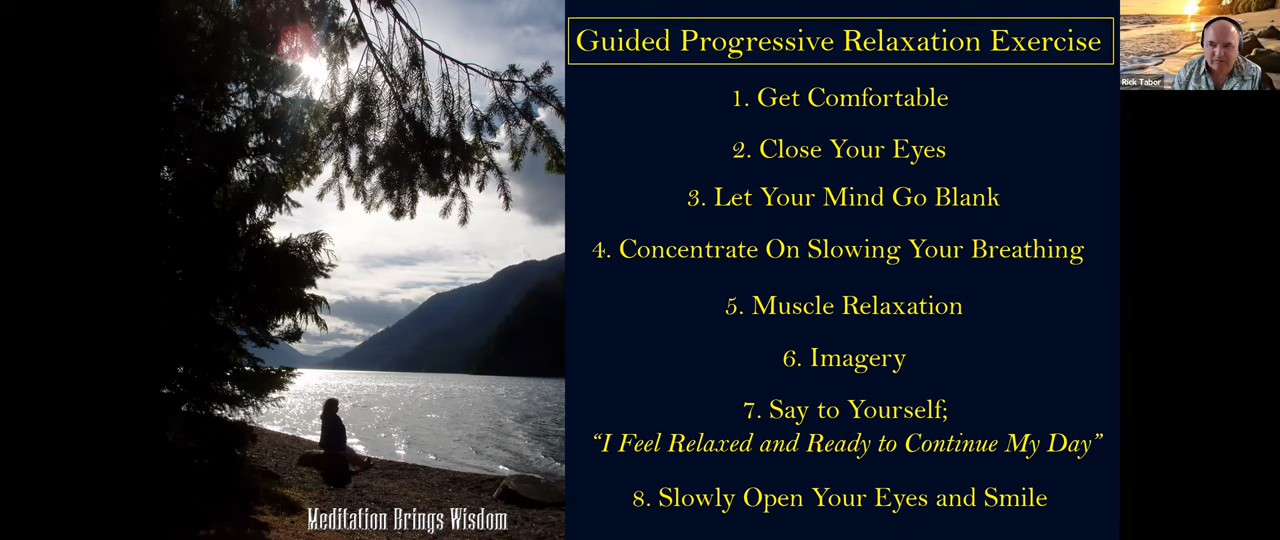 Guided Progressive Relaxation Exercise
1. Get Comfortable
2. Close Your Eyes
3. Let Your Mind Go Blank
4. Concentrate On Slowing Your Breathing
5. Muscle Relaxation
6. Imagery
7. Say to Yourself;
“I Feel Relaxed and Ready to Continue My Day”
8. Slowly Open Your Eyes and Smile
Meditation Brings Wisdom
Rick Tabor